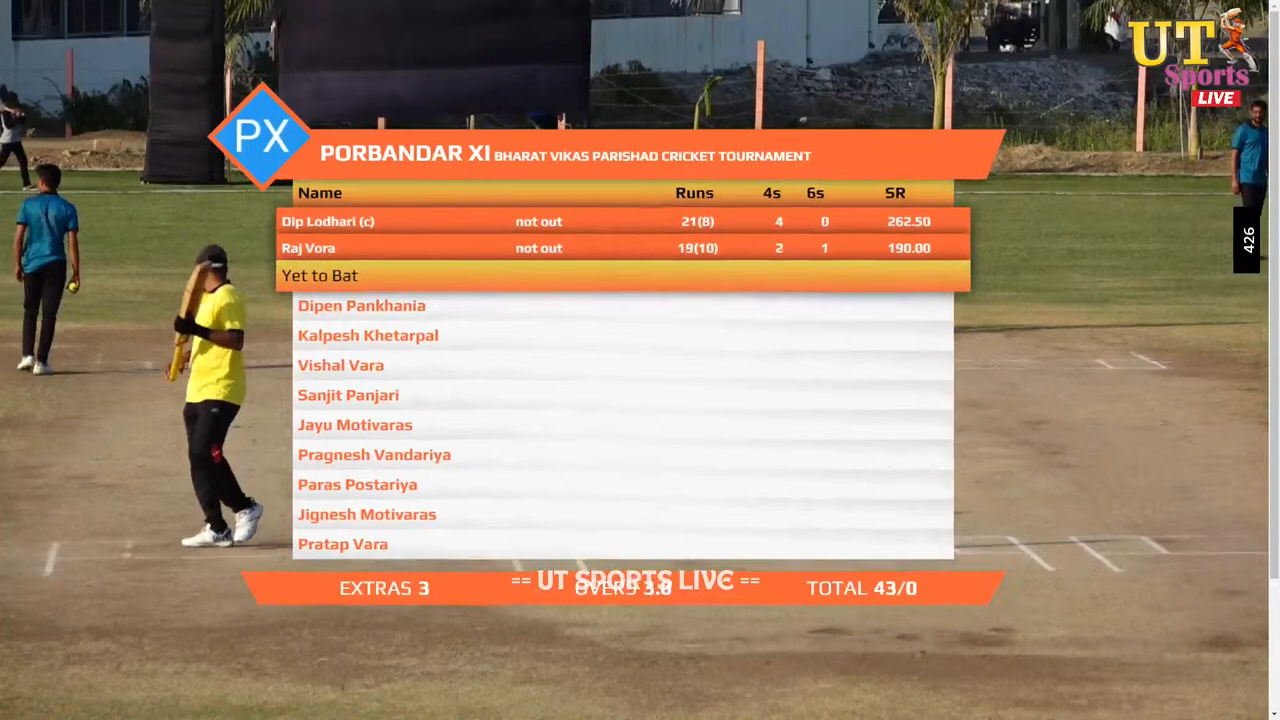 UT
Sports
LIVE
PX
PORBANDAR XI BHARAT VIKAS PARISHAD CRICKET TOURNAMENT
Name Runs 4s 6s SR
Dip Lodhari (c) not out 21(8) 4 0 262.50
Raj Vora not out 19(10) 2 1 190.00
426
Yet to Bat
Dipen Pankhania
Kalpesh Khetarpal
Vishal Vara
Sanjit Panjari
Jayu Motivaras
Pragnesh Vandariya
Paras Postariya
Jignesh Motivaras
Pratap Vara
== UT SPORTS LIVE ==
EXTRAS 3 OVERS 3.0 TOTAL 43/0